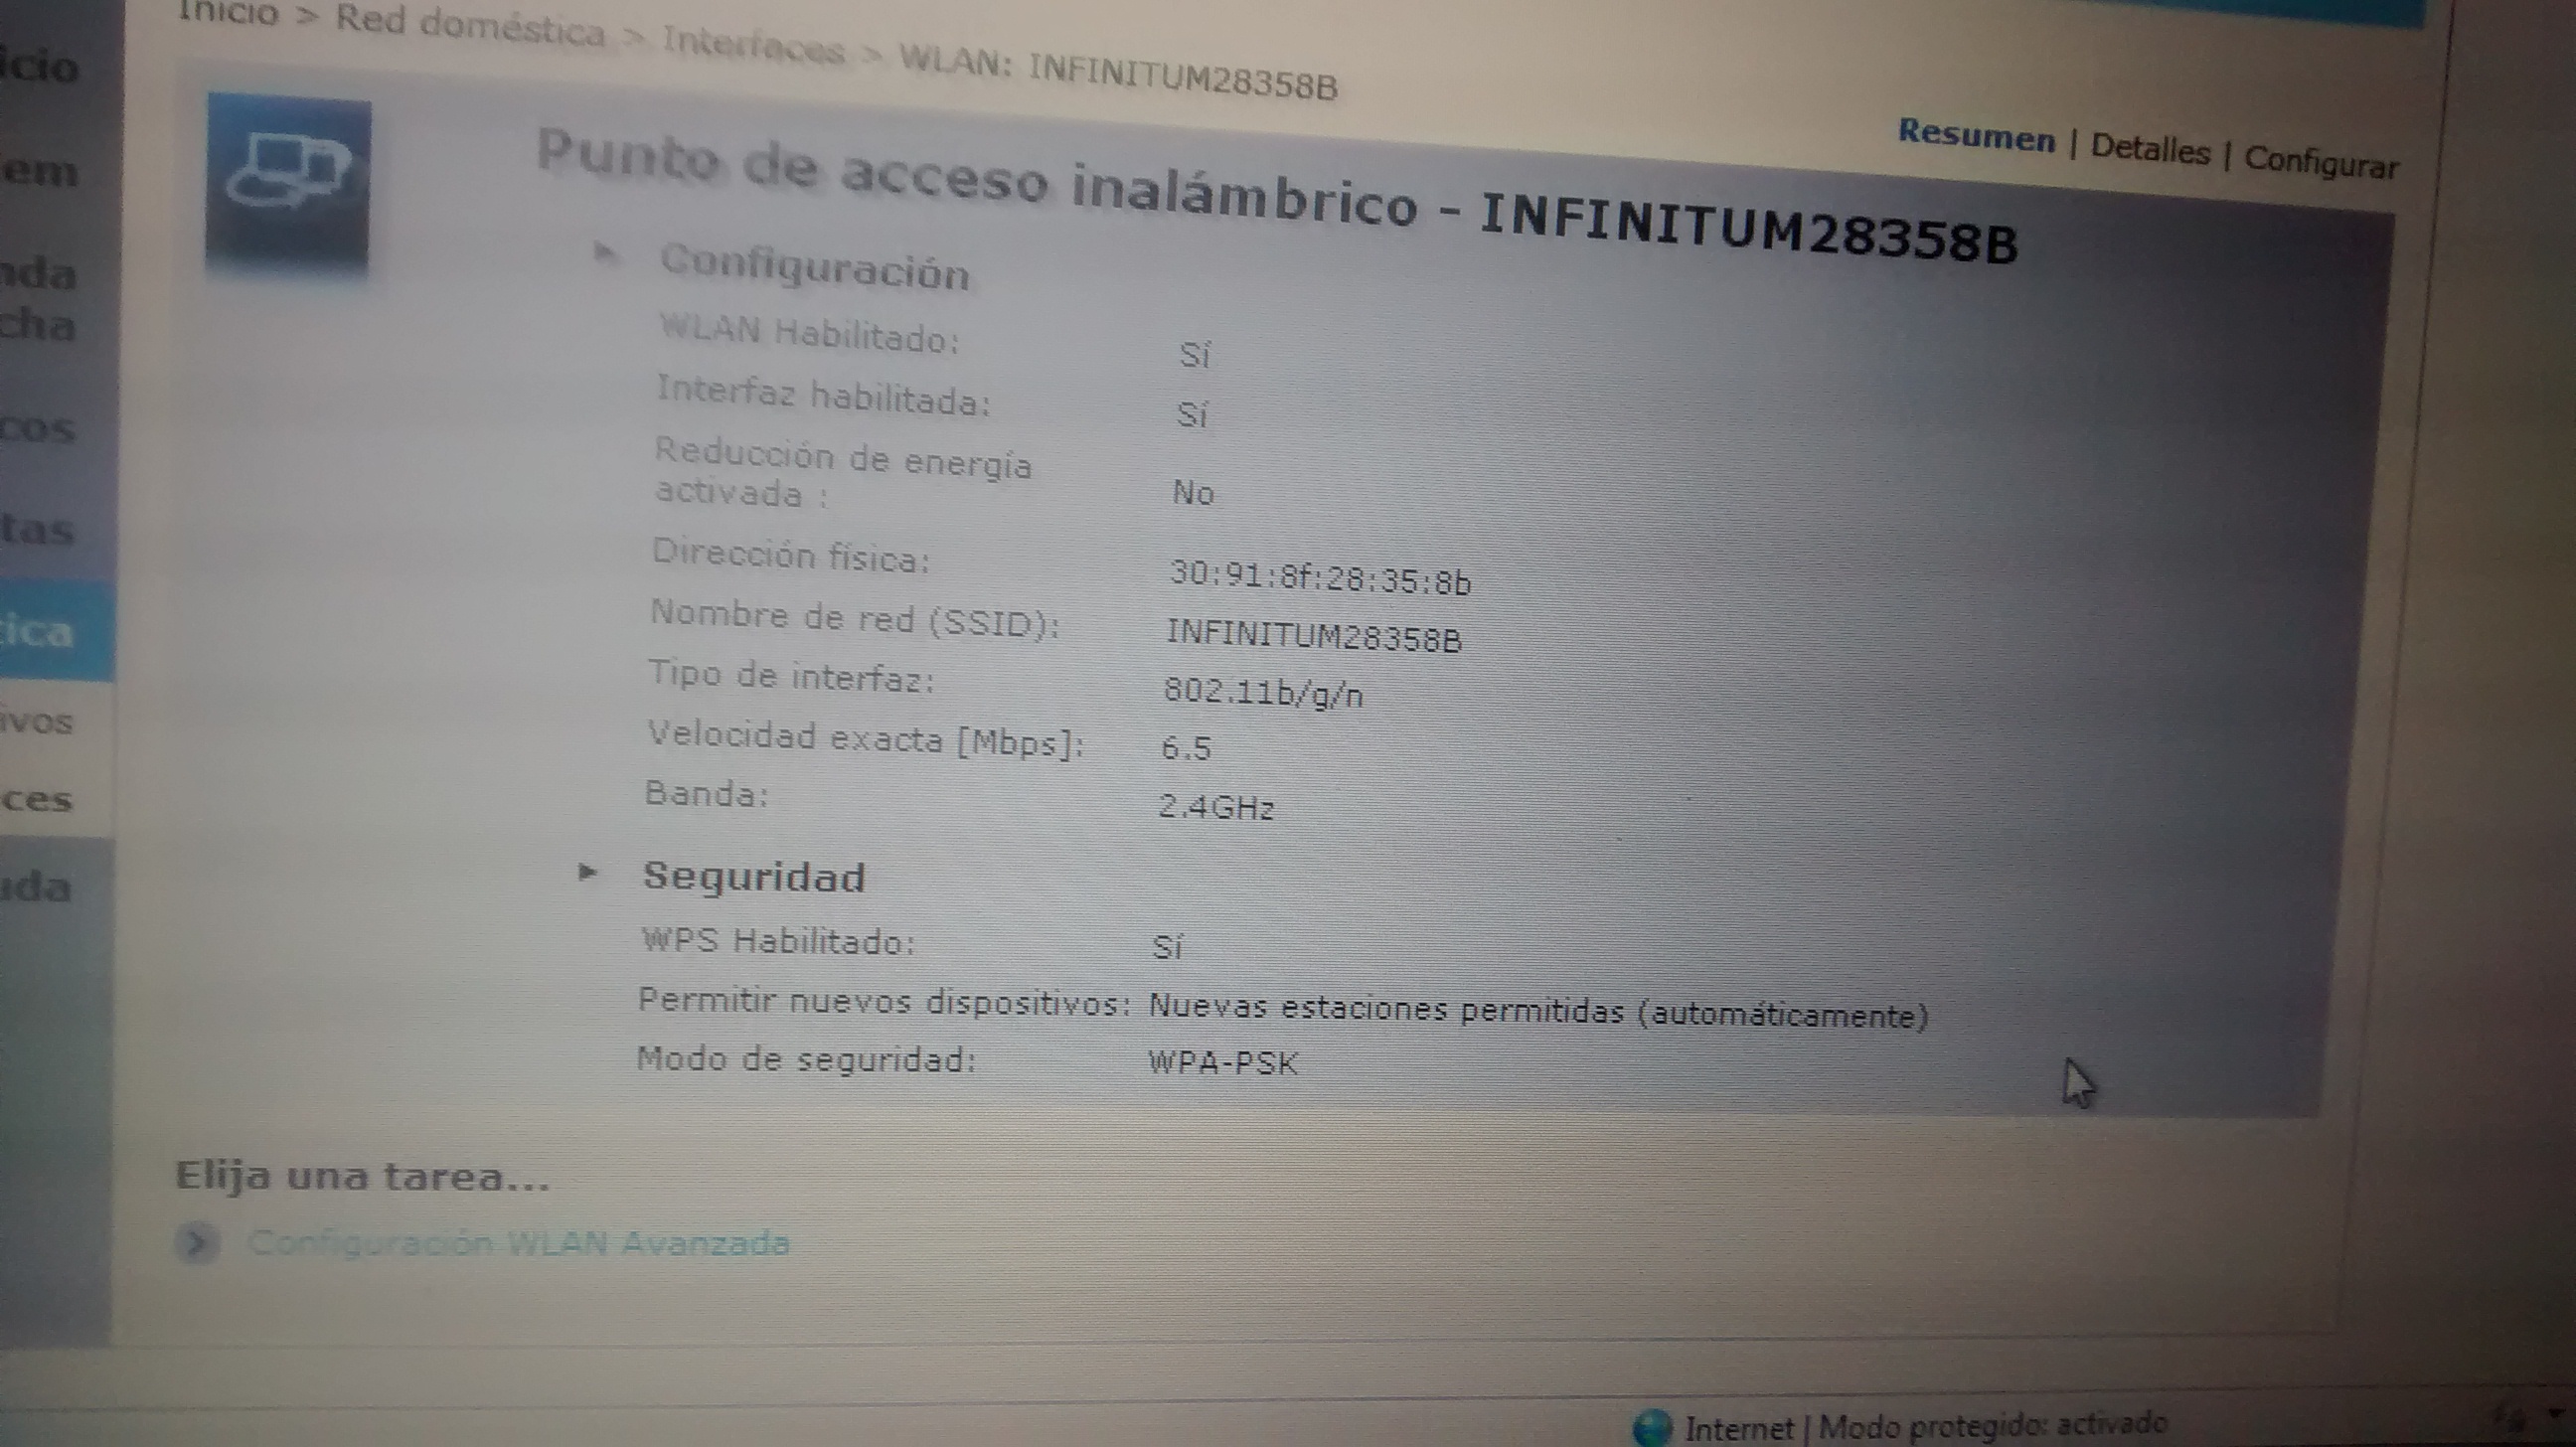 Inicio > Red doméstica > Interfaces > WLAN: INFINITUM28358B
Resumen | Detalles | Configurar
Punto de acceso inalámbrico - INFINITUM28358B
Configuración
WLAN Habilitado: Sí
Interfaz habilitada: Sí
Reducción de energía
activada : No
Dirección física: 30:91:8f:28:35:8b
Nombre de red (SSID): INFINITUM28358B
Tipo de interfaz: 802.11b/g/n
Velocidad exacta [Mbps]: 6.5
Banda: 2.4GHz
Seguridad
WPS Habilitado: Sí
Permitir nuevos dispositivos: Nuevas estaciones permitidas (automáticamente)
Modo de seguridad: WPA-PSK
Elija una tarea...
Configuración WLAN Avanzada
icio
em
nda
cha
cos
tas
tica
ivos
ces
uda
Internet | Modo protegido: activado